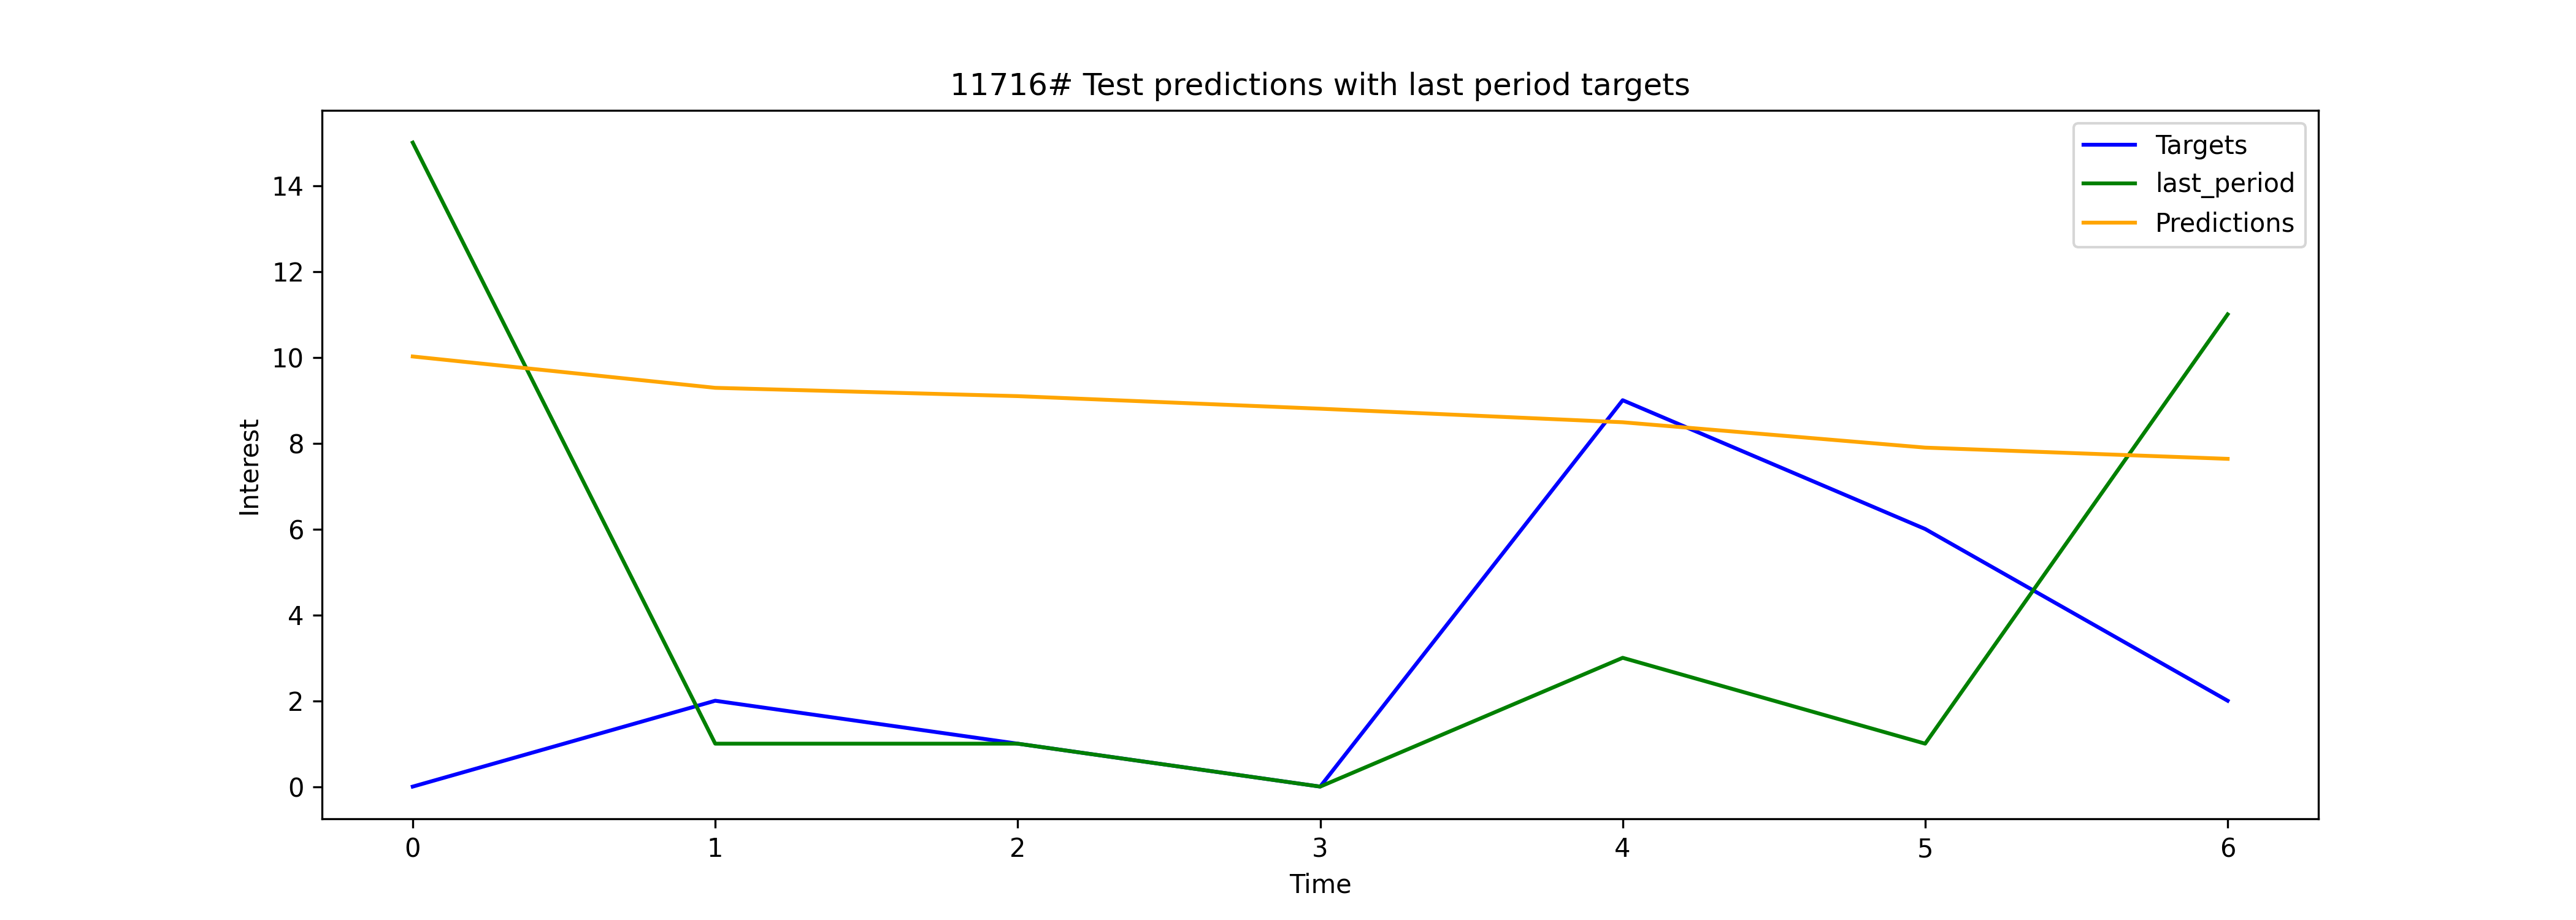 11716# Test predictions with last period targets
Targets
last_period
Predictions
Interest
14
12
10
8
6
4
2
0
0 1 2 3 4 5 6
Time